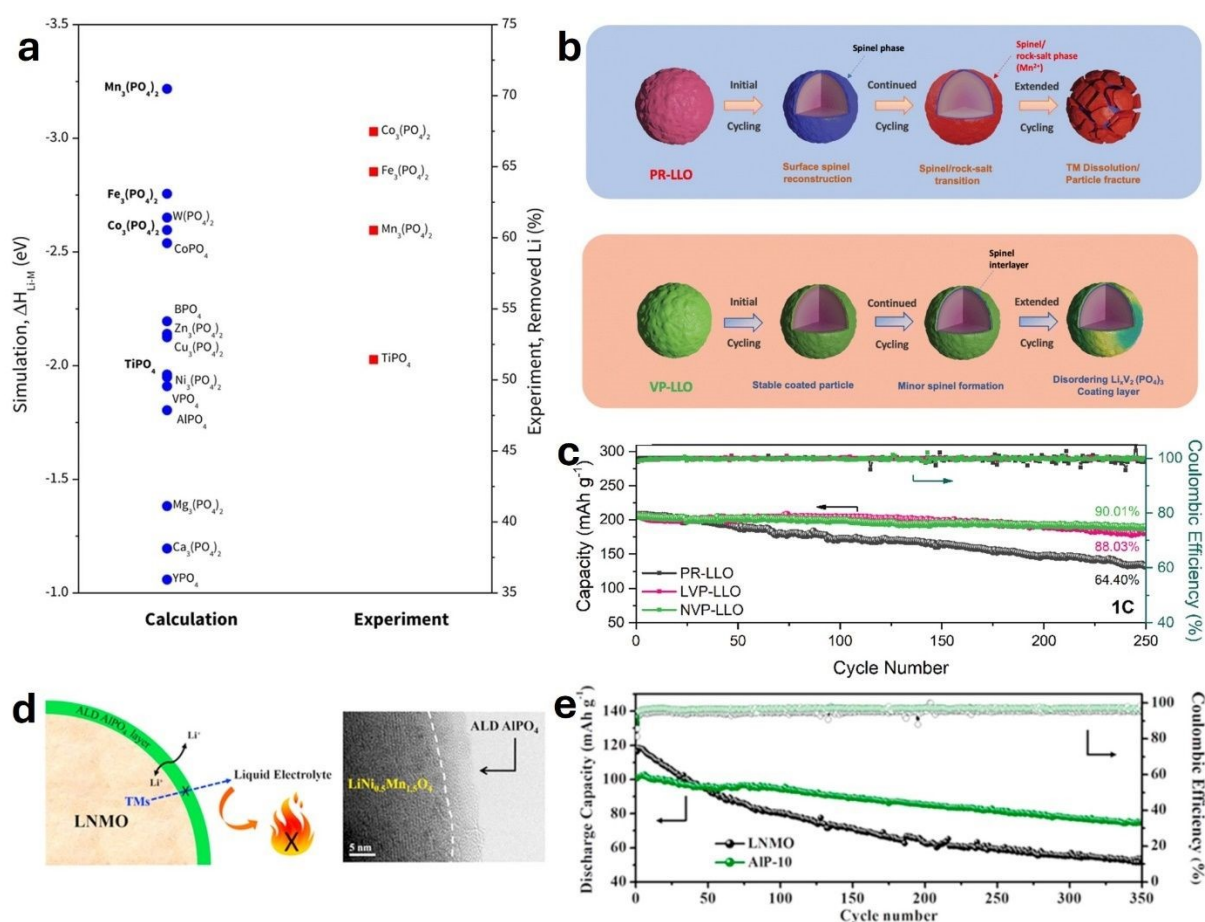 a
Simulation, ΔH_Li-M (eV)
-3.5
-3.0
-2.5
-2.0
-1.5
-1.0
Mn₃(PO₄)₂
Fe₃(PO₄)₂
W(PO₄)₂
Co₃(PO₄)₂
CoPO₄
BPO₄
Zn₃(PO₄)₂
Cu₃(PO₄)₂
TiPO₄
Ni₃(PO₄)₂
VPO₄
AlPO₄
Mg₃(PO₄)₂
Ca₃(PO₄)₂
YPO₄
Co₃(PO₄)₂
Fe₃(PO₄)₂
Mn₃(PO₄)₂
TiPO₄
75
70
65
60
55
50
45
40
35
Experiment, Removed Li (%)
Calculation
Experiment
b
PR-LLO
Initial
Cycling
Spinel phase
Surface spinel
reconstruction
Continued
Cycling
Spinel/
rock-salt phase
(Mn²⁺)
Spinel/rock-salt
transition
Extended
Cycling
TM Dissolution/
Particle fracture
VP-LLO
Initial
Cycling
Stable coated particle
Continued
Cycling
Spinel
interlayer
Minor spinel formation
Extended
Cycling
Disordering LiₓV₂(PO₄)₃
Coating layer
c
Capacity (mAh g⁻¹)
300
250
200
150
100
50
90.01%
88.03%
64.40%
PR-LLO
LVP-LLO
NVP-LLO
1C
100
80
60
40
Coulombic Efficiency (%)
0
50
100
150
200
250
Cycle Number
d
ALD AlPO₄ layer
Li⁺
Li⁺
TMs
Liquid Electrolyte
LNMO
X
ALD AlPO₄
LiNi₀.₅Mn₁.₅O₄
5 nm
e
Discharge Capacity (mAh g⁻¹)
140
120
100
80
60
40
LNMO
AlP-10
100
80
60
40
20
0
Coulombic Efficiency (%)
0
50
100
150
200
250
300
350
Cycle number